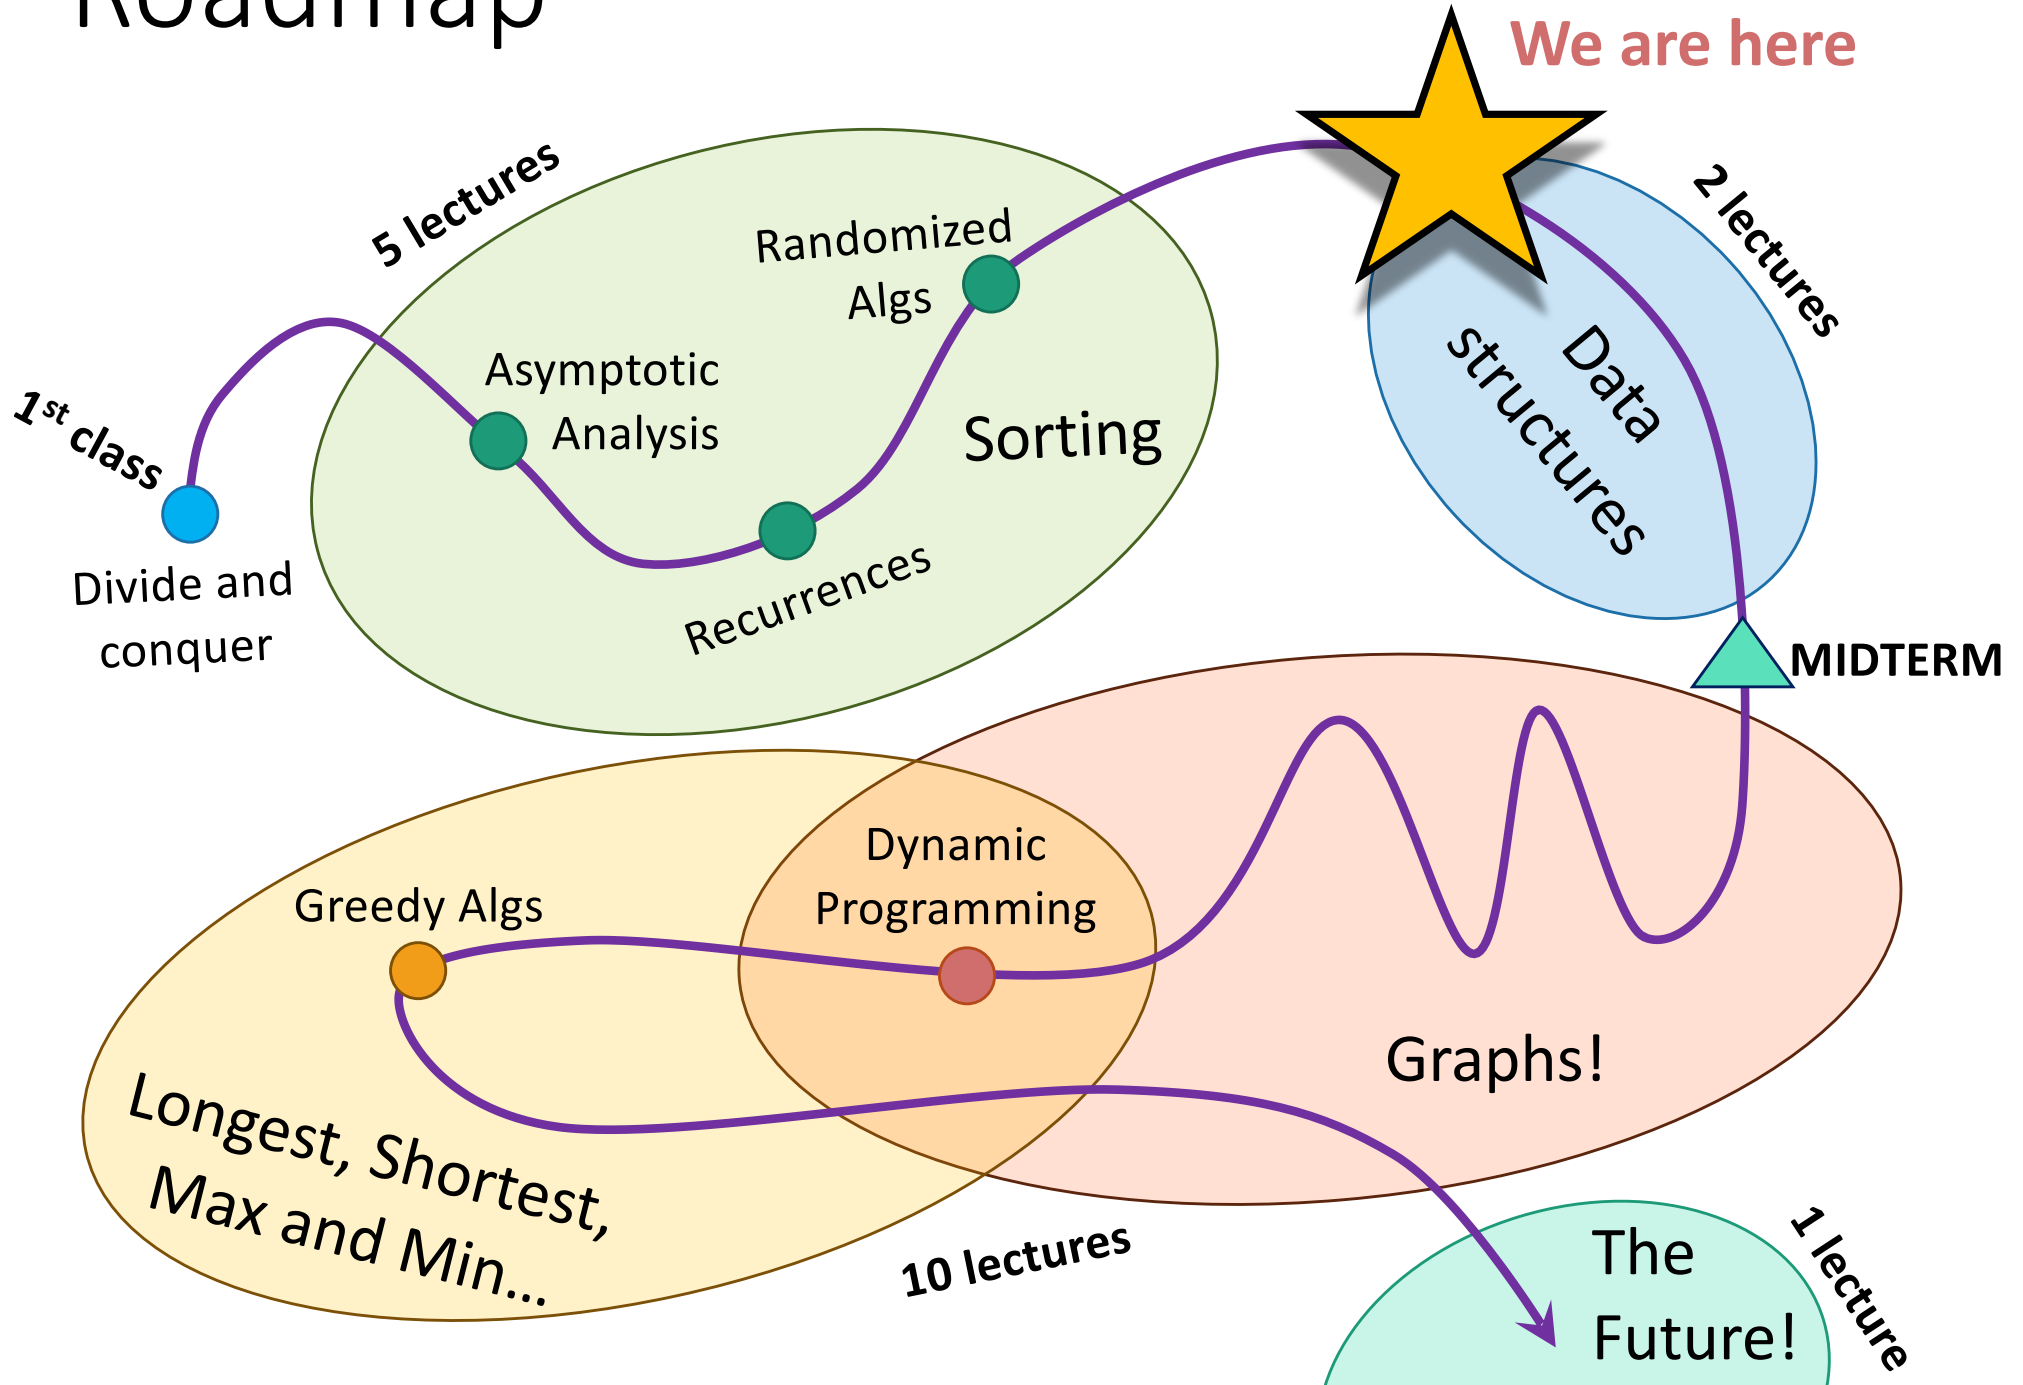 Roadmap
We are here
5 lectures
2 lectures
Randomized
Algs
Asymptotic
Analysis
Sorting
Data
structures
1st class
Divide and
conquer
Recurrences
MIDTERM
Dynamic
Programming
Greedy Algs
Graphs!
Longest, Shortest,
Max and Min...
10 lectures
The
Future!
1 lecture